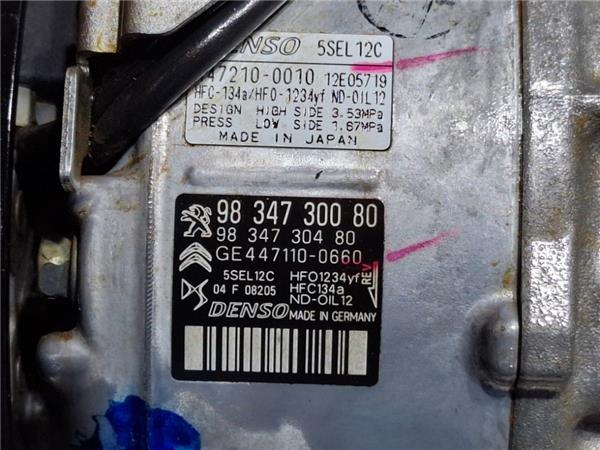 DENSO 5SEL12C
47210-0010 12E05719
HFC-134a/HFO-1234yf ND-OIL12
DESIGN HIGH SIDE 3.53MPa
PRESS LOW SIDE 1.67MPa
MADE IN JAPAN
98 347 300 80
98 347 304 80
GE447110-0660
5SEL12C HFO1234yf
04 F 08205 HFC134a
ND-OIL12
REV
DENSO MADE IN GERMANY